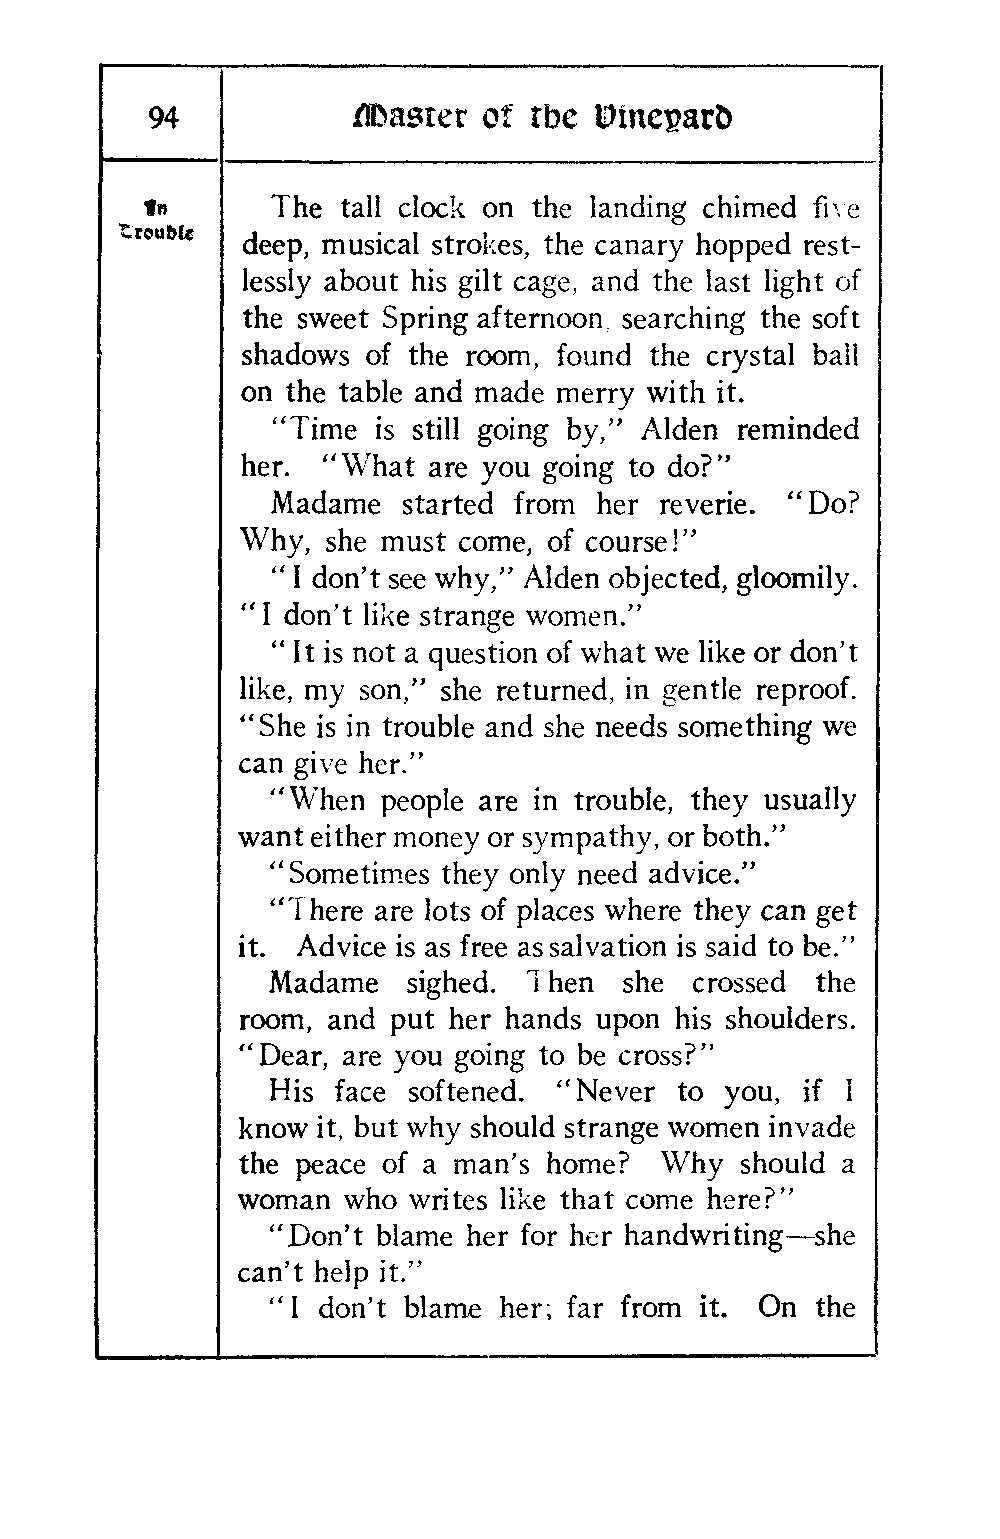 94
Master of the Vineyard
In
Trouble
The tall clock on the landing chimed five
deep, musical strokes, the canary hopped rest-
lessly about his gilt cage, and the last light of
the sweet Spring afternoon, searching the soft
shadows of the room, found the crystal ball
on the table and made merry with it.
"Time is still going by," Alden reminded
her. "What are you going to do?"
Madame started from her reverie. "Do?
Why, she must come, of course!"
"I don't see why," Alden objected, gloomily.
"I don't like strange women."
"It is not a question of what we like or don't
like, my son," she returned, in gentle reproof.
"She is in trouble and she needs something we
can give her."
"When people are in trouble, they usually
want either money or sympathy, or both."
"Sometimes they only need advice."
"There are lots of places where they can get
it. Advice is as free as salvation is said to be."
Madame sighed. Then she crossed the
room, and put her hands upon his shoulders.
"Dear, are you going to be cross?"
His face softened. "Never to you, if I
know it, but why should strange women invade
the peace of a man's home? Why should a
woman who writes like that come here?"
"Don't blame her for her handwriting—she
can't help it."
"I don't blame her; far from it. On the